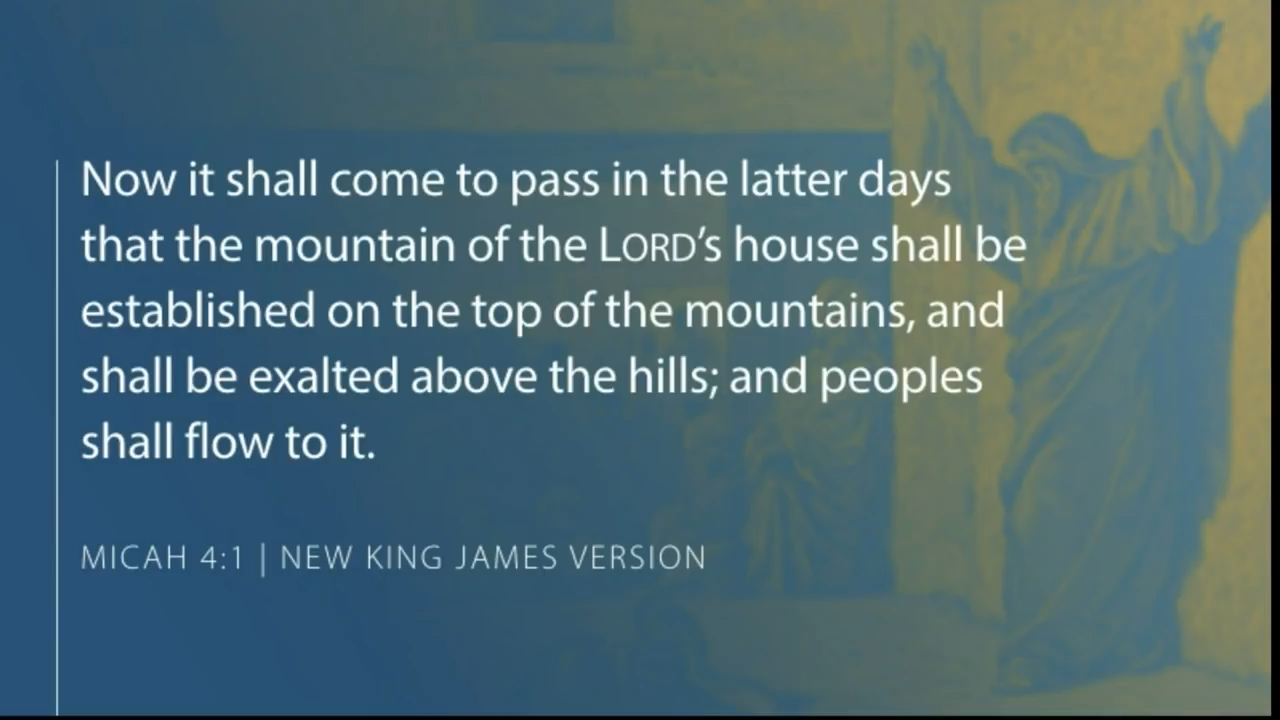 Now it shall come to pass in the latter days
that the mountain of the LORD’s house shall be
established on the top of the mountains, and
shall be exalted above the hills; and peoples
shall flow to it.
MICAH 4:1 | NEW KING JAMES VERSION